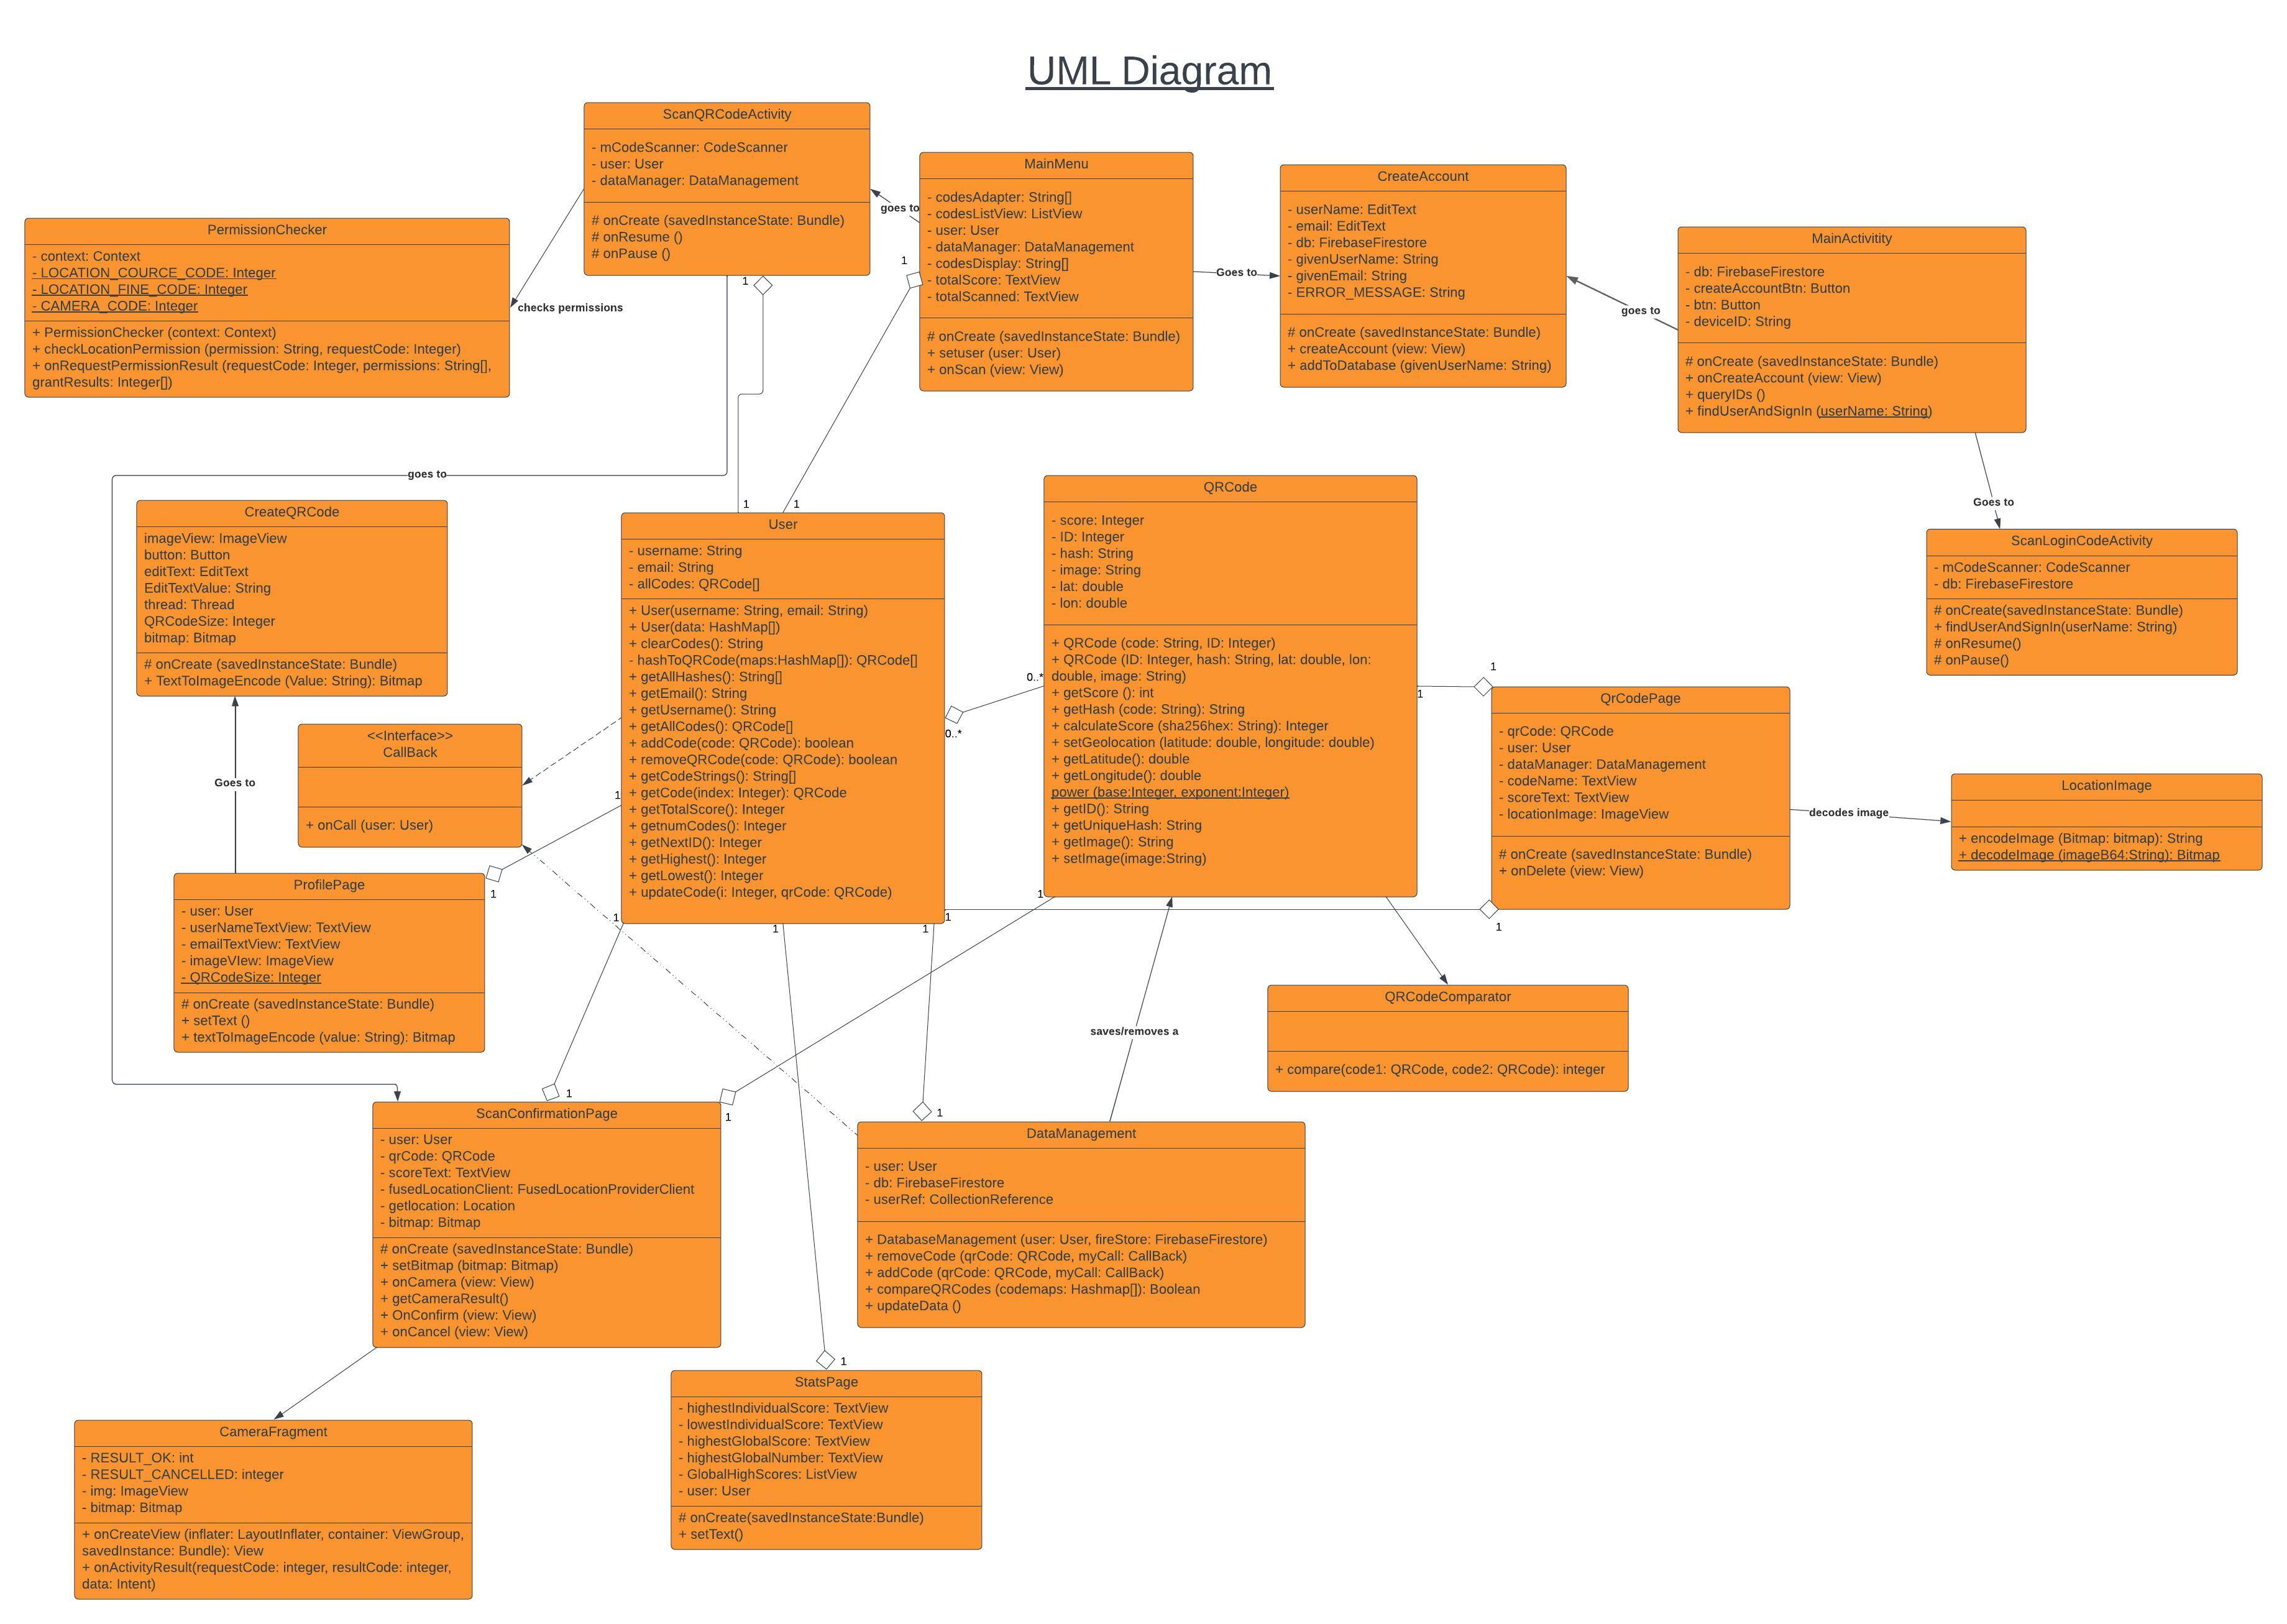 UML Diagram
ScanQRCodeActivity
- mCodeScanner: CodeScanner
- user: User
- dataManager: DataManagement
# onCreate (savedInstanceState: Bundle)
# onResume ()
# onPause ()
1
goes to
MainMenu
- codesAdapter: String[]
- codesListView: ListView
- user: User
- dataManager: DataManagement
- codesDisplay: String[]
- totalScore: TextView
- totalScanned: TextView
# onCreate (savedInstanceState: Bundle)
+ setuser (user: User)
+ onScan (view: View)
1
Goes to
CreateAccount
- userName: EditText
- email: EditText
- db: FirebaseFirestore
- givenUserName: String
- givenEmail: String
- ERROR_MESSAGE: String
# onCreate (savedInstanceState: Bundle)
+ createAccount (view: View)
+ addToDatabase (givenUserName: String)
goes to
MainActivitity
- db: FirebaseFirestore
- createAccountBtn: Button
- btn: Button
- deviceID: String
# onCreate (savedInstanceState: Bundle)
+ onCreateAccount (view: View)
+ queryIDs ()
+ findUserAndSignIn (userName: String)
PermissionChecker
- context: Context
- LOCATION_COURCE_CODE: Integer
- LOCATION_FINE_CODE: Integer
- CAMERA_CODE: Integer
+ PermissionChecker (context: Context)
+ checkLocationPermission (permission: String, requestCode: Integer)
+ onRequestPermissionResult (requestCode: Integer, permissions: String[],
grantResults: Integer[])
checks permissions
goes to
Goes to
CreateQRCode
imageView: ImageView
button: Button
editText: EditText
EditTextValue: String
thread: Thread
QRCodeSize: Integer
bitmap: Bitmap
# onCreate (savedInstanceState: Bundle)
+ TextToImageEncode (Value: String): Bitmap
1
1
User
- username: String
- email: String
- allCodes: QRCode[]
+ User(username: String, email: String)
+ User(data: HashMap[])
+ clearCodes(): String
- hashToQRCode(maps:HashMap[]): QRCode[]
+ getAllHashes(): String[]
+ getEmail(): String
+ getUsername(): String
+ getAllCodes(): QRCode[]
+ addCode(code: QRCode): boolean
+ removeQRCode(code: QRCode): boolean
+ getCodeStrings(): String[]
+ getCode(index: Integer): QRCode
+ getTotalScore(): Integer
+ getnumCodes(): Integer
+ getNextID(): Integer
+ getHighest(): Integer
+ getLowest(): Integer
+ updateCode(i: Integer, qrCode: QRCode)
0..*
0..*
QRCode
- score: Integer
- ID: Integer
- hash: String
- image: String
- lat: double
- lon: double
+ QRCode (code: String, ID: Integer)
+ QRCode (ID: Integer, hash: String, lat: double, lon:
double, image: String)
+ getScore (): int
+ getHash (code: String): String
+ calculateScore (sha256hex: String): Integer
+ setGeolocation (latitude: double, longitude: double)
+ getLatitude(): double
+ getLongitude(): double
power (base:Integer, exponent:Integer)
+ getID(): String
+ getUniqueHash: String
+ getImage(): String
+ setImage(image:String)
1
1
ScanLoginCodeActivity
- mCodeScanner: CodeScanner
- db: FirebaseFirestore
# onCreate(savedInstanceState: Bundle)
+ findUserAndSignIn(userName: String)
# onResume()
# onPause()
QrCodePage
- qrCode: QRCode
- user: User
- dataManager: DataManagement
- codeName: TextView
- scoreText: TextView
- locationImage: ImageView
# onCreate (savedInstanceState: Bundle)
+ onDelete (view: View)
1
decodes image
LocationImage
+ encodeImage (Bitmap: bitmap): String
+ decodeImage (imageB64:String): Bitmap
<<Interface>>
CallBack
+ onCall (user: User)
Goes to
1
1
ProfilePage
- user: User
- userNameTextView: TextView
- emailTextView: TextView
- imageVIew: ImageView
- QRCodeSize: Integer
# onCreate (savedInstanceState: Bundle)
+ setText ()
+ textToImageEncode (value: String): Bitmap
1
1
1
1
1
saves/removes a
QRCodeComparator
+ compare(code1: QRCode, code2: QRCode): integer
1
1
1
ScanConfirmationPage
- user: User
- qrCode: QRCode
- scoreText: TextView
- fusedLocationClient: FusedLocationProviderClient
- getlocation: Location
- bitmap: Bitmap
# onCreate (savedInstanceState: Bundle)
+ setBitmap (bitmap: Bitmap)
+ onCamera (view: View)
+ getCameraResult()
+ OnConfirm (view: View)
+ onCancel (view: View)
DataManagement
- user: User
- db: FirebaseFirestore
- userRef: CollectionReference
+ DatabaseManagement (user: User, fireStore: FirebaseFirestore)
+ removeCode (qrCode: QRCode, myCall: CallBack)
+ addCode (qrCode: QRCode, myCall: CallBack)
+ compareQRCodes (codemaps: Hashmap[]): Boolean
+ updateData ()
1
StatsPage
- highestIndividualScore: TextView
- lowestIndividualScore: TextView
- highestGlobalScore: TextView
- highestGlobalNumber: TextView
- GlobalHighScores: ListView
- user: User
# onCreate(savedInstanceState:Bundle)
+ setText()
CameraFragment
- RESULT_OK: int
- RESULT_CANCELLED: integer
- img: ImageView
- bitmap: Bitmap
+ onCreateView (inflater: LayoutInflater, container: ViewGroup,
savedInstance: Bundle): View
+ onActivityResult(requestCode: integer, resultCode: integer,
data: Intent)